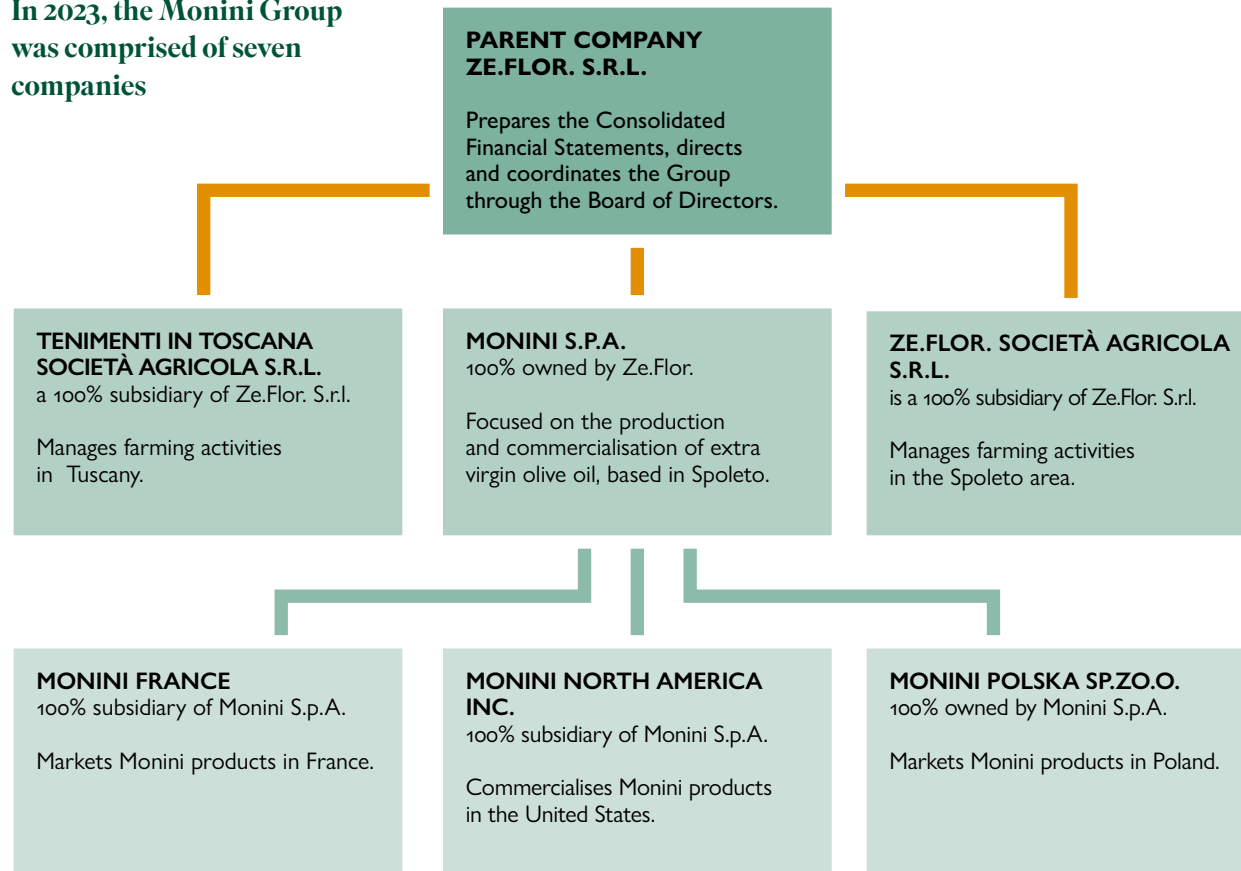 In 2023, the Monini Group
was comprised of seven
companies
PARENT COMPANY
ZE.FLOR. S.R.L.
Prepares the Consolidated
Financial Statements, directs
and coordinates the Group
through the Board of Directors.
TENIMENTI IN TOSCANA
SOCIETÀ AGRICOLA S.R.L.
a 100% subsidiary of Ze.Flor. S.r.l.
Manages farming activities
in Tuscany.
MONINI S.P.A.
100% owned by Ze.Flor.
Focused on the production
and commercialisation of extra
virgin olive oil, based in Spoleto.
ZE.FLOR. SOCIETÀ AGRICOLA
S.R.L.
is a 100% subsidiary of Ze.Flor. S.r.l.
Manages farming activities
in the Spoleto area.
MONINI FRANCE
100% subsidiary of Monini S.p.A.
Markets Monini products in France.
MONINI NORTH AMERICA
INC.
100% subsidiary of Monini S.p.A.
Commercialises Monini products
in the United States.
MONINI POLSKA SP.ZO.O.
100% owned by Monini S.p.A.
Markets Monini products in Poland.